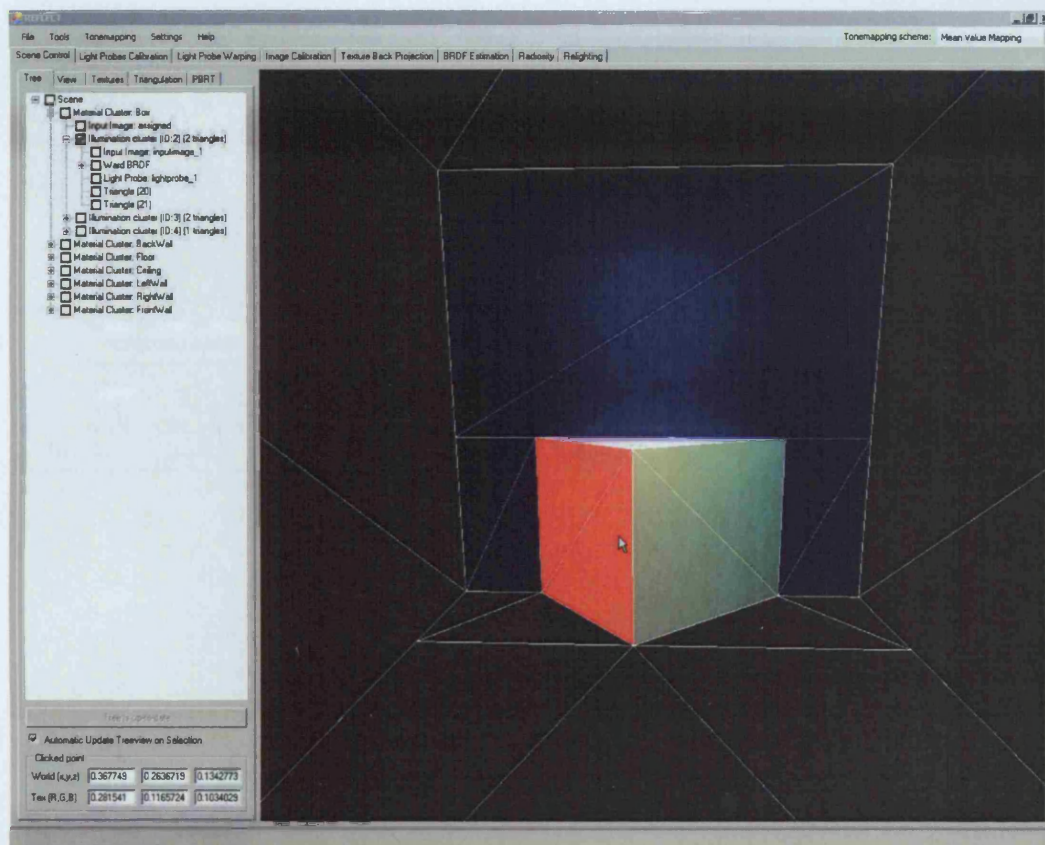 REFLECT
File Tools Tonemapping Settings Help
Tonemapping scheme: Mean Value Mapping
Scene Control Light Probes Calibration Light Probe Warping Image Calibration Texture Back Projection BRDF Estimation Radiosity Relighting
Tree View Textures Triangulation PBRT
Scene
Material Cluster: Box
Input Image: assigned
Illumination cluster (ID:2) (2 triangles)
Input Image: inputimage_1
Ward BRDF
Light Probe: lightprobe_1
Triangle (20)
Triangle (21)
Illumination cluster (ID:3) (2 triangles)
Illumination cluster (ID:4) (1 triangles)
Material Cluster: BackWall
Material Cluster: Floor
Material Cluster: Ceiling
Material Cluster: LeftWall
Material Cluster: RightWall
Material Cluster: FrontWall
Automatic Update Treeview on Selection
Clicked point
World (x,y,z) 0.367749 0.2636719 0.1342773
Tex (R,G,B) 0.281541 0.1165724 0.1034029